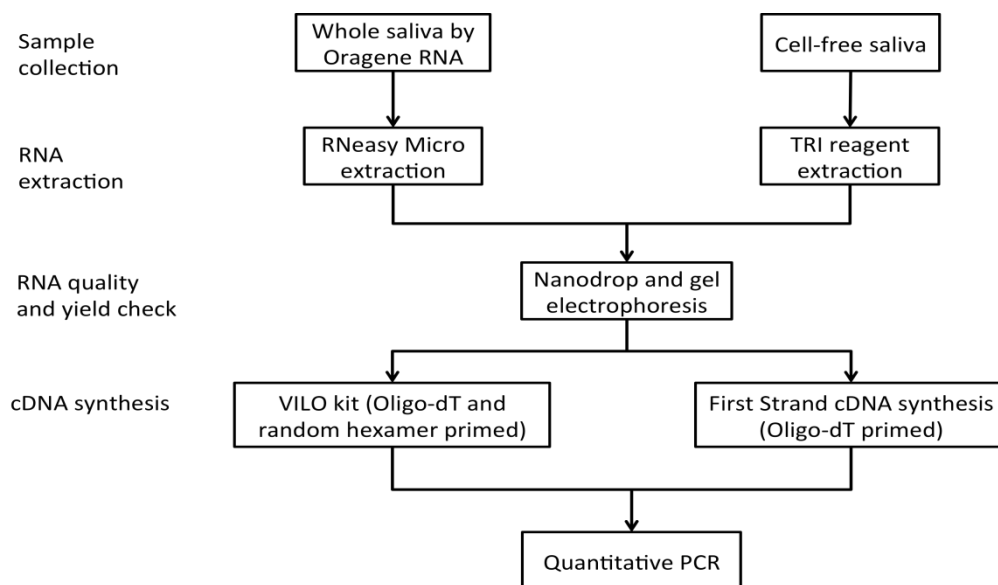 Sample
collection
Whole saliva by
Oragene RNA
Cell-free saliva
RNA
extraction
RNeasy Micro
extraction
TRI reagent
extraction
RNA quality
and yield check
Nanodrop and gel
electrophoresis
cDNA synthesis
VILO kit (Oligo-dT and
random hexamer primed)
First Strand cDNA synthesis
(Oligo-dT primed)
Quantitative PCR